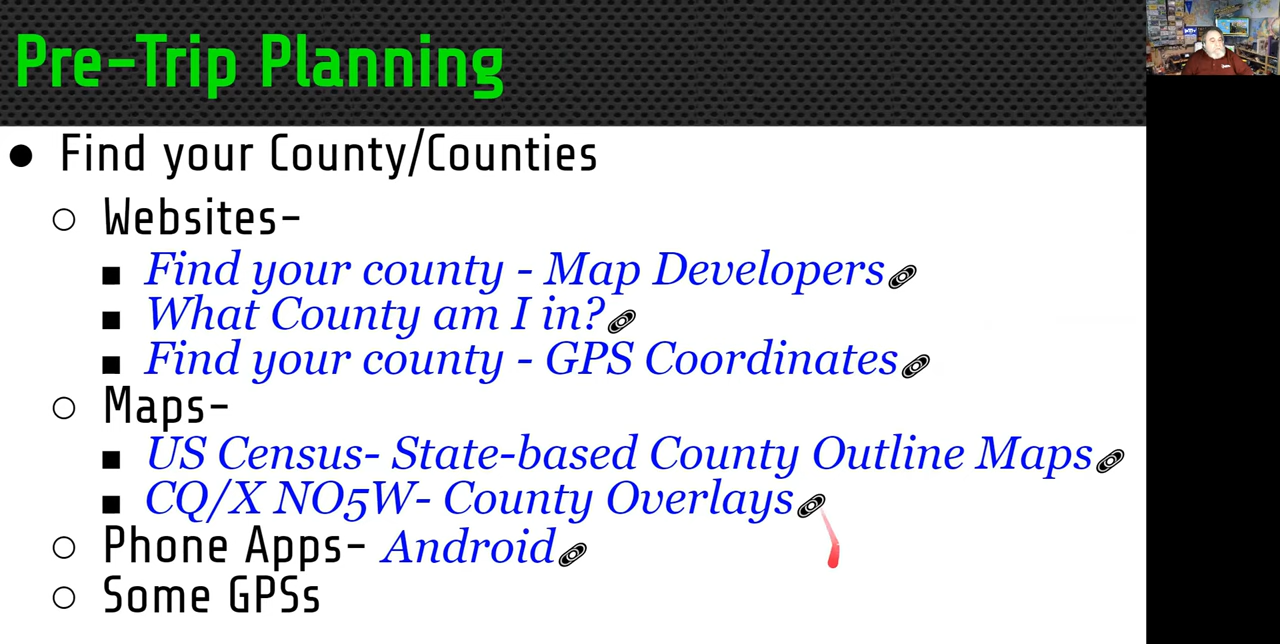 Pre-Trip Planning
● Find your County/Counties
○ Websites-
■ Find your county - Map Developers
■ What County am I in?
■ Find your county - GPS Coordinates
○ Maps-
■ US Census- State-based County Outline Maps
■ CQ/X NO5W- County Overlays
○ Phone Apps- Android
○ Some GPSs